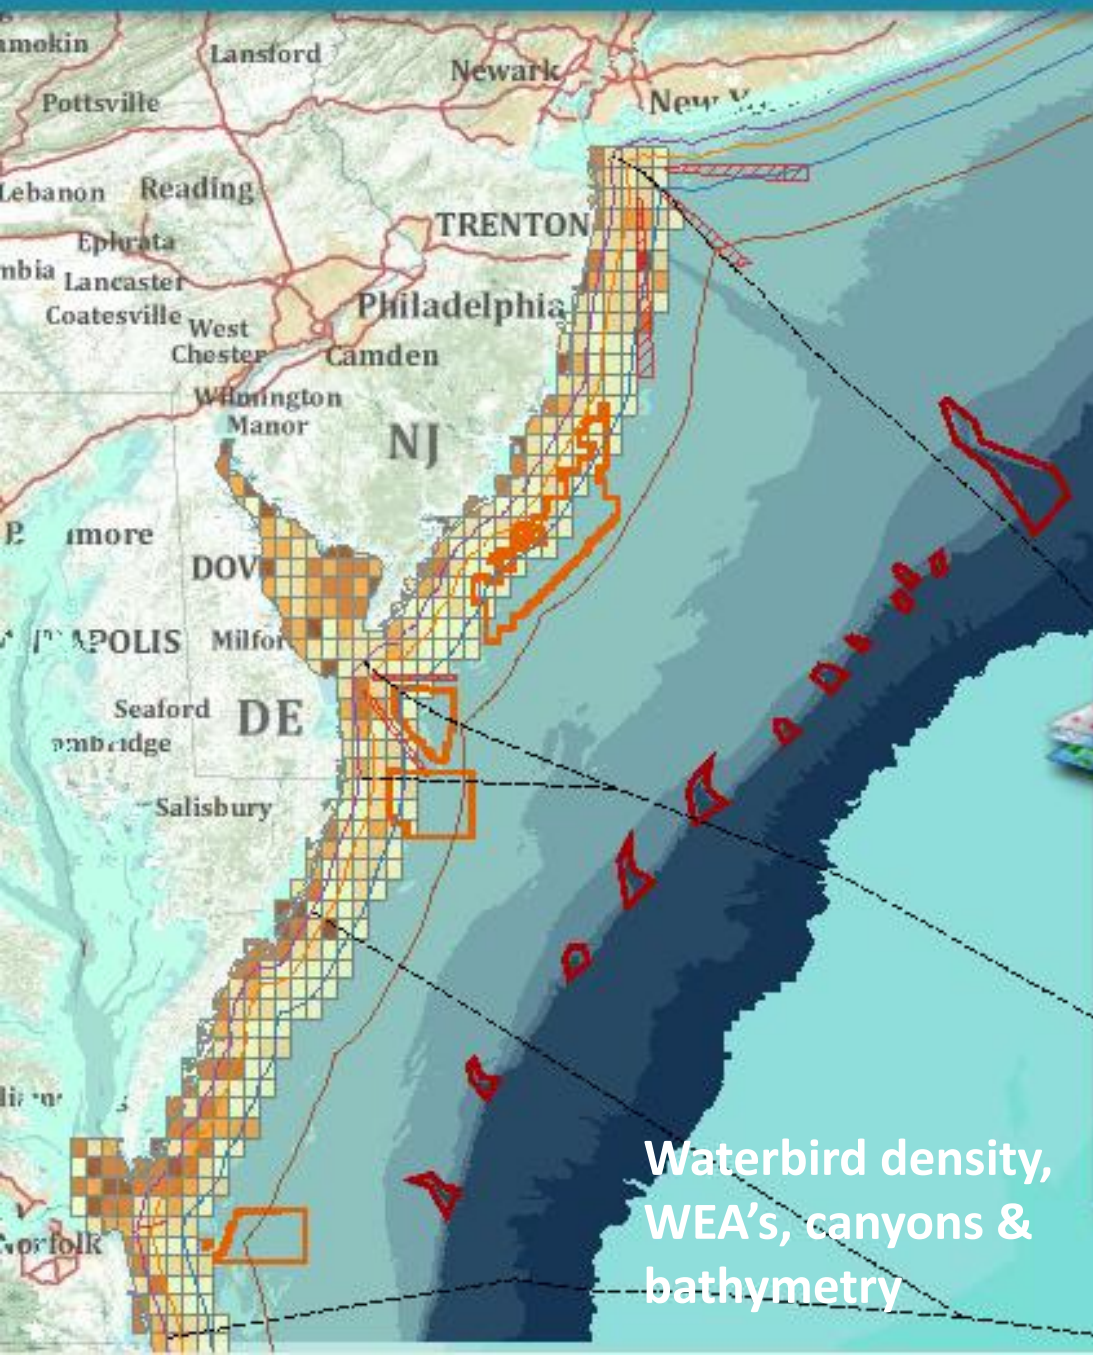 Lansford
Newark
Pottsville
New
Lebanon
Reading
TRENTON
Ephrata
Lancaster
Philadelphia
Coatesville
West
Chester
Camden
Wilmington
Manor
NJ
DOV
Milfor
Seaford
DE
Salisbury
Norfolk
Waterbird density,
WEA's, canyons &
bathymetry